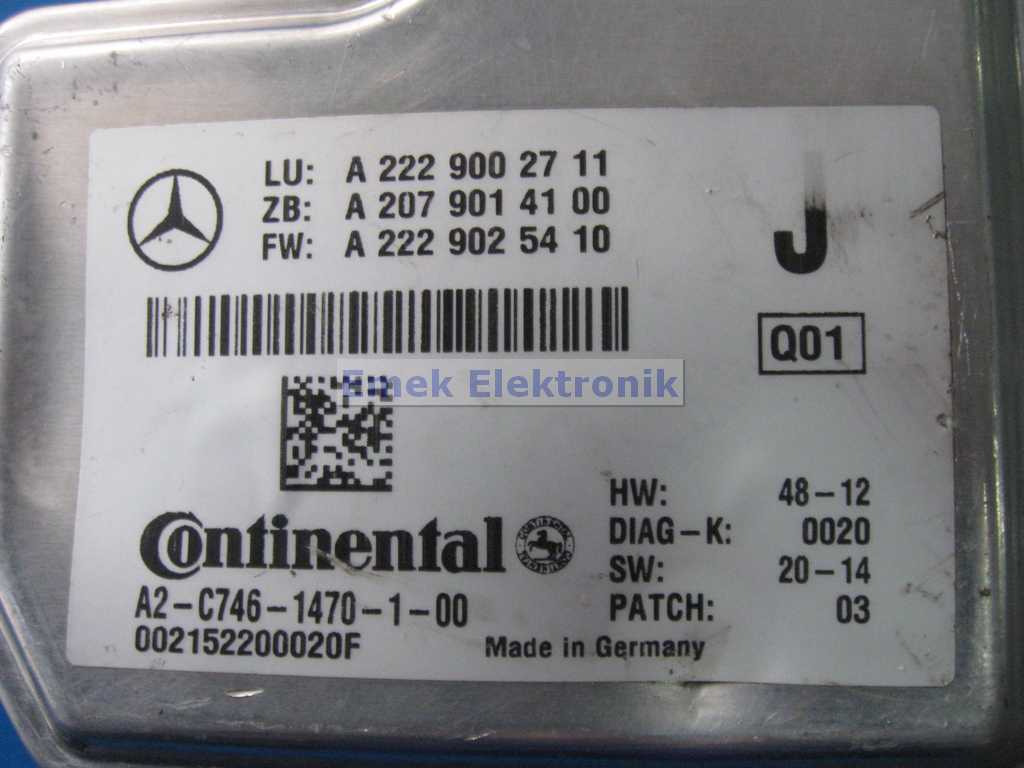 LU: A 222 900 27 11
ZB: A 207 901 41 00
FW: A 222 902 54 10
J
Q01
Emek Elektronik
HW: 48-12
DIAG-K: 0020
SW: 20-14
PATCH: 03
Continental
A2-C746-1470-1-00
002152200020F
Made in Germany